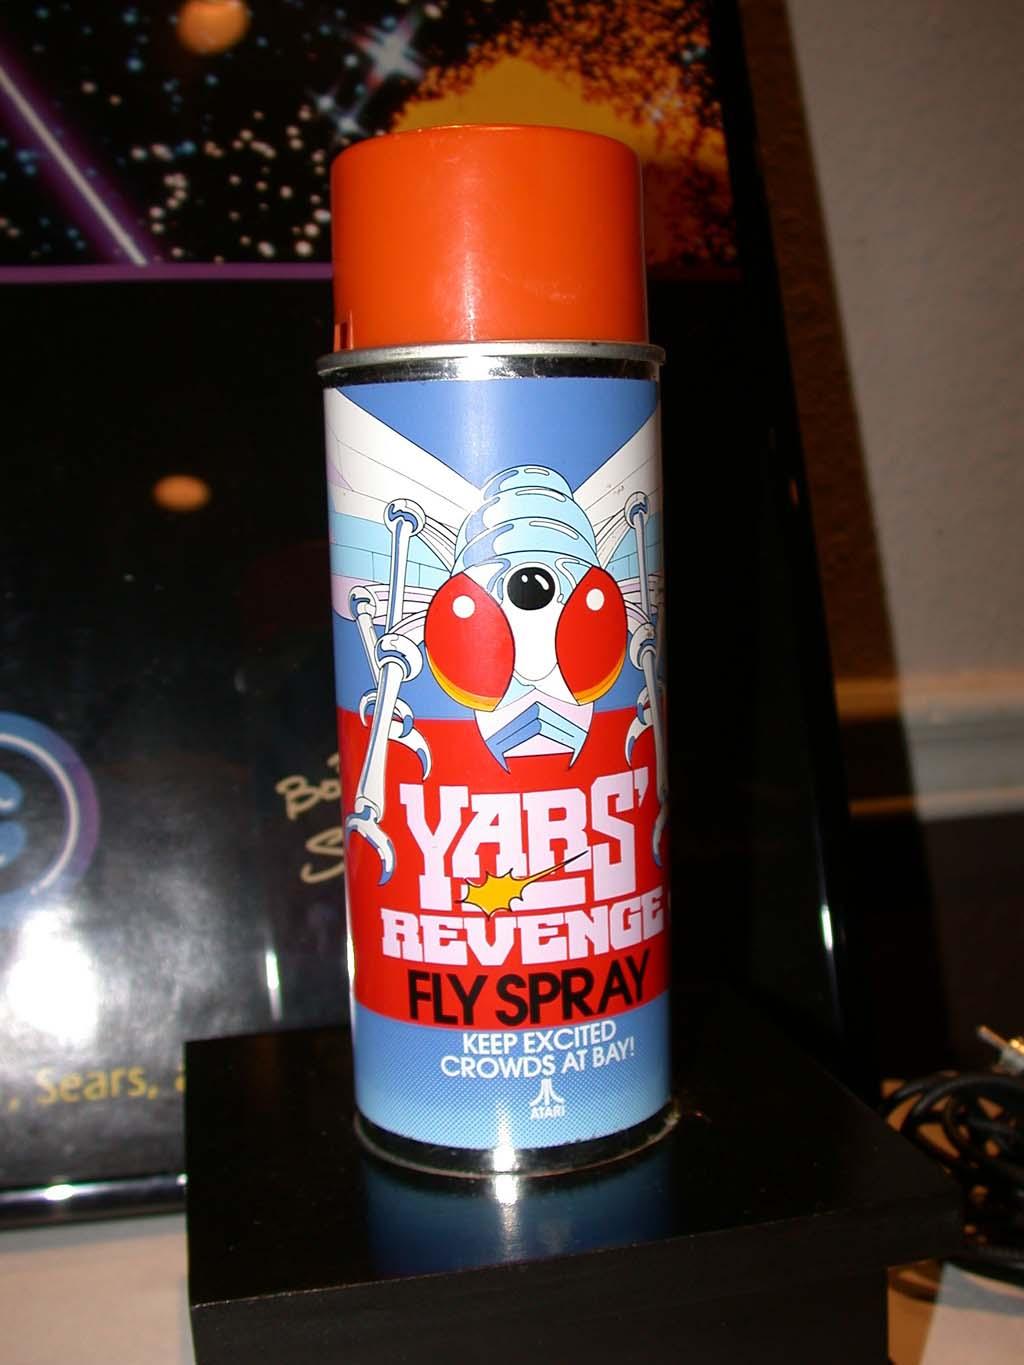 YARS'
REVENGE
FLY SPRAY
KEEP EXCITED
CROWDS AT BAY!
ATARI
Sears,